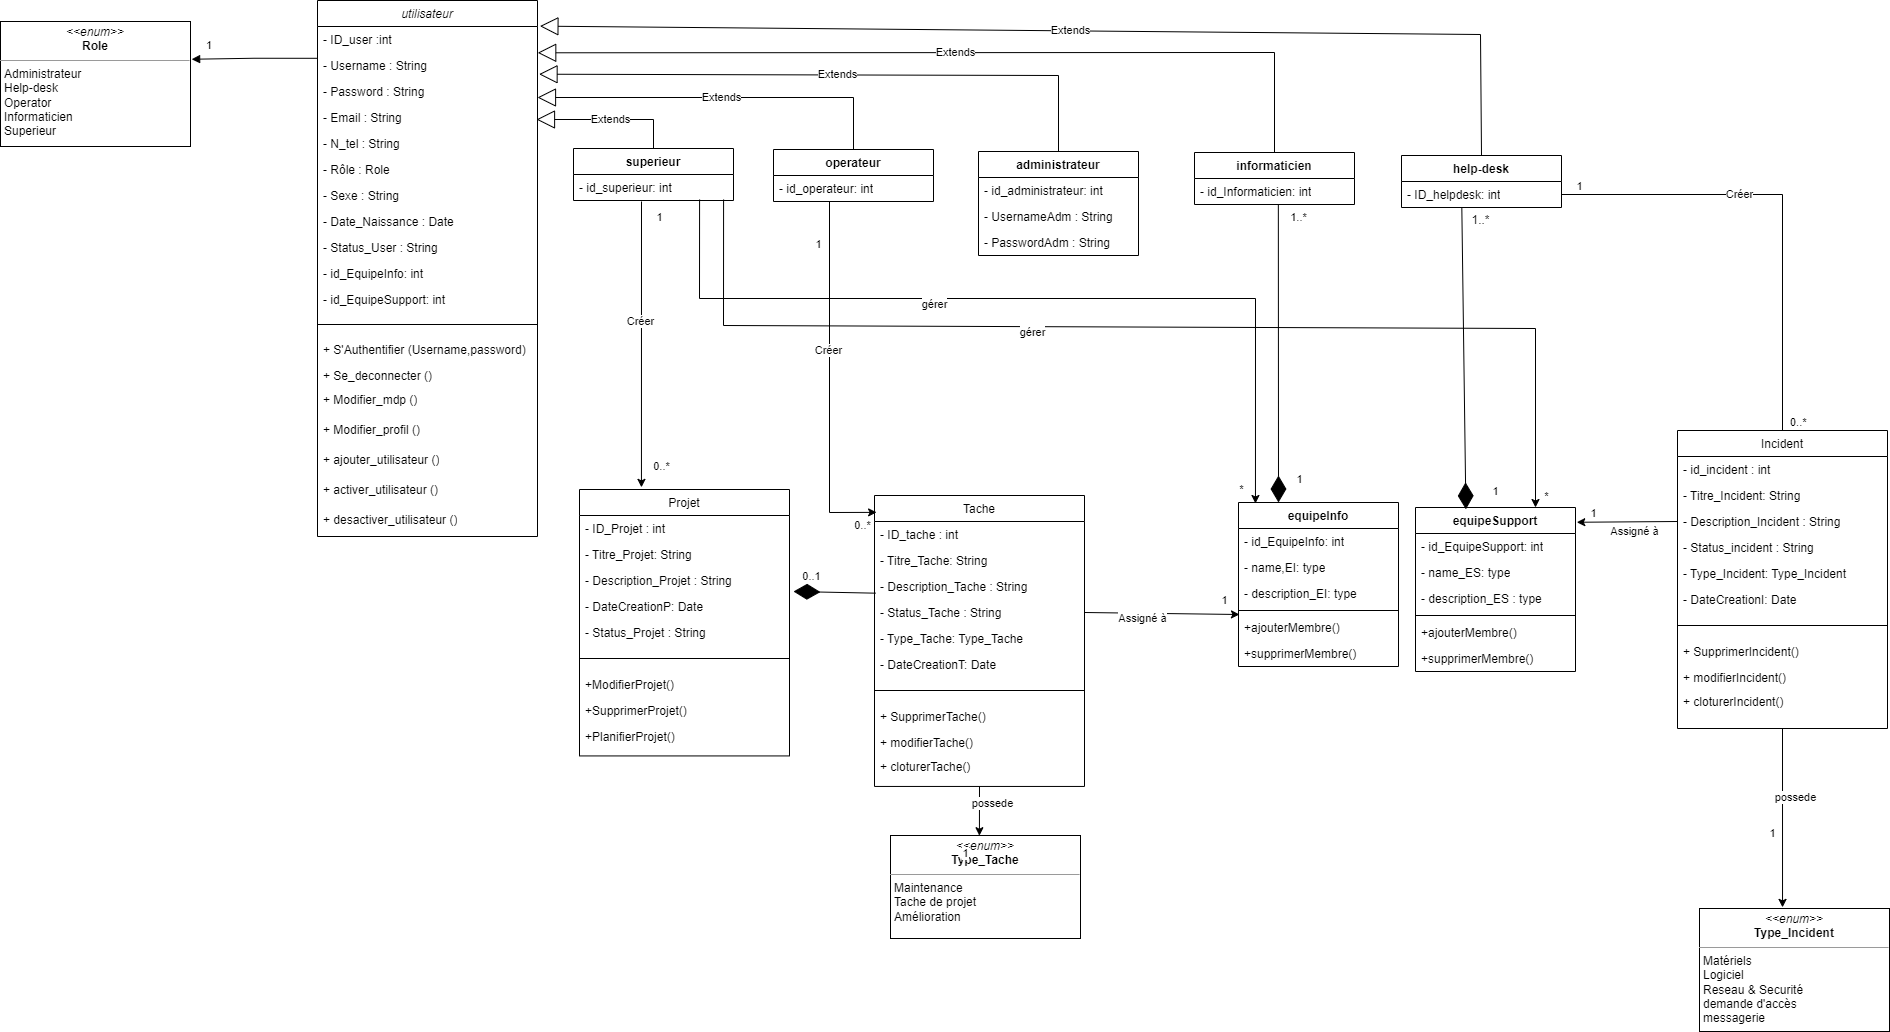 <<enum>>
Role
Administrateur
Help-desk
Operator
Informaticien
Superieur
1
utilisateur
- ID_user :int
- Username : String
- Password : String
- Email : String
- N_tel : String
- Rôle : Role
- Sexe : String
- Date_Naissance : Date
- Status_User : String
- id_EquipeInfo: int
- id_EquipeSupport: int
+ S'Authentifier (Username,password)
+ Se_deconnecter ()
+ Modifier_mdp ()
+ Modifier_profil ()
+ ajouter_utilisateur ()
+ activer_utilisateur ()
+ desactiver_utilisateur ()
Extends
Extends
Extends
Extends
Extends
superieur
- id_superieur: int
operateur
- id_operateur: int
administrateur
- id_administrateur: int
- UsernameAdm : String
- PasswordAdm : String
informaticien
- id_Informaticien: int
help-desk
- ID_helpdesk: int
1
Créer
1
1
1..*
1..*
gérer
gérer
Créer
Créer
0..*
0..*
0..*
Projet
- ID_Projet : int
- Titre_Projet: String
- Description_Projet : String
- DateCreationP: Date
- Status_Projet : String
+ModifierProjet()
+SupprimerProjet()
+PlanifierProjet()
0..1
Tache
- ID_tache : int
- Titre_Tache: String
- Description_Tache : String
- Status_Tache : String
- Type_Tache: Type_Tache
- DateCreationT: Date
+ SupprimerTache()
+ modifierTache()
+ cloturerTache()
Assigné à
1
*
1
equipeInfo
- id_EquipeInfo: int
- name,EI: type
- description_EI: type
+ajouterMembre()
+supprimerMembre()
1
*
equipeSupport
- id_EquipeSupport: int
- name_ES: type
- description_ES : type
+ajouterMembre()
+supprimerMembre()
1
Assigné à
Incident
- id_incident : int
- Titre_Incident: String
- Description_Incident : String
- Status_incident : String
- Type_Incident: Type_Incident
- DateCreationI: Date
+ SupprimerIncident()
+ modifierIncident()
+ cloturerIncident()
possede
1
<<enum>>
Type_Tache
Maintenance
Tache de projet
Amélioration
possede
1
<<enum>>
Type_Incident
Matériels
Logiciel
Reseau & Securité
demande d'accès
messagerie